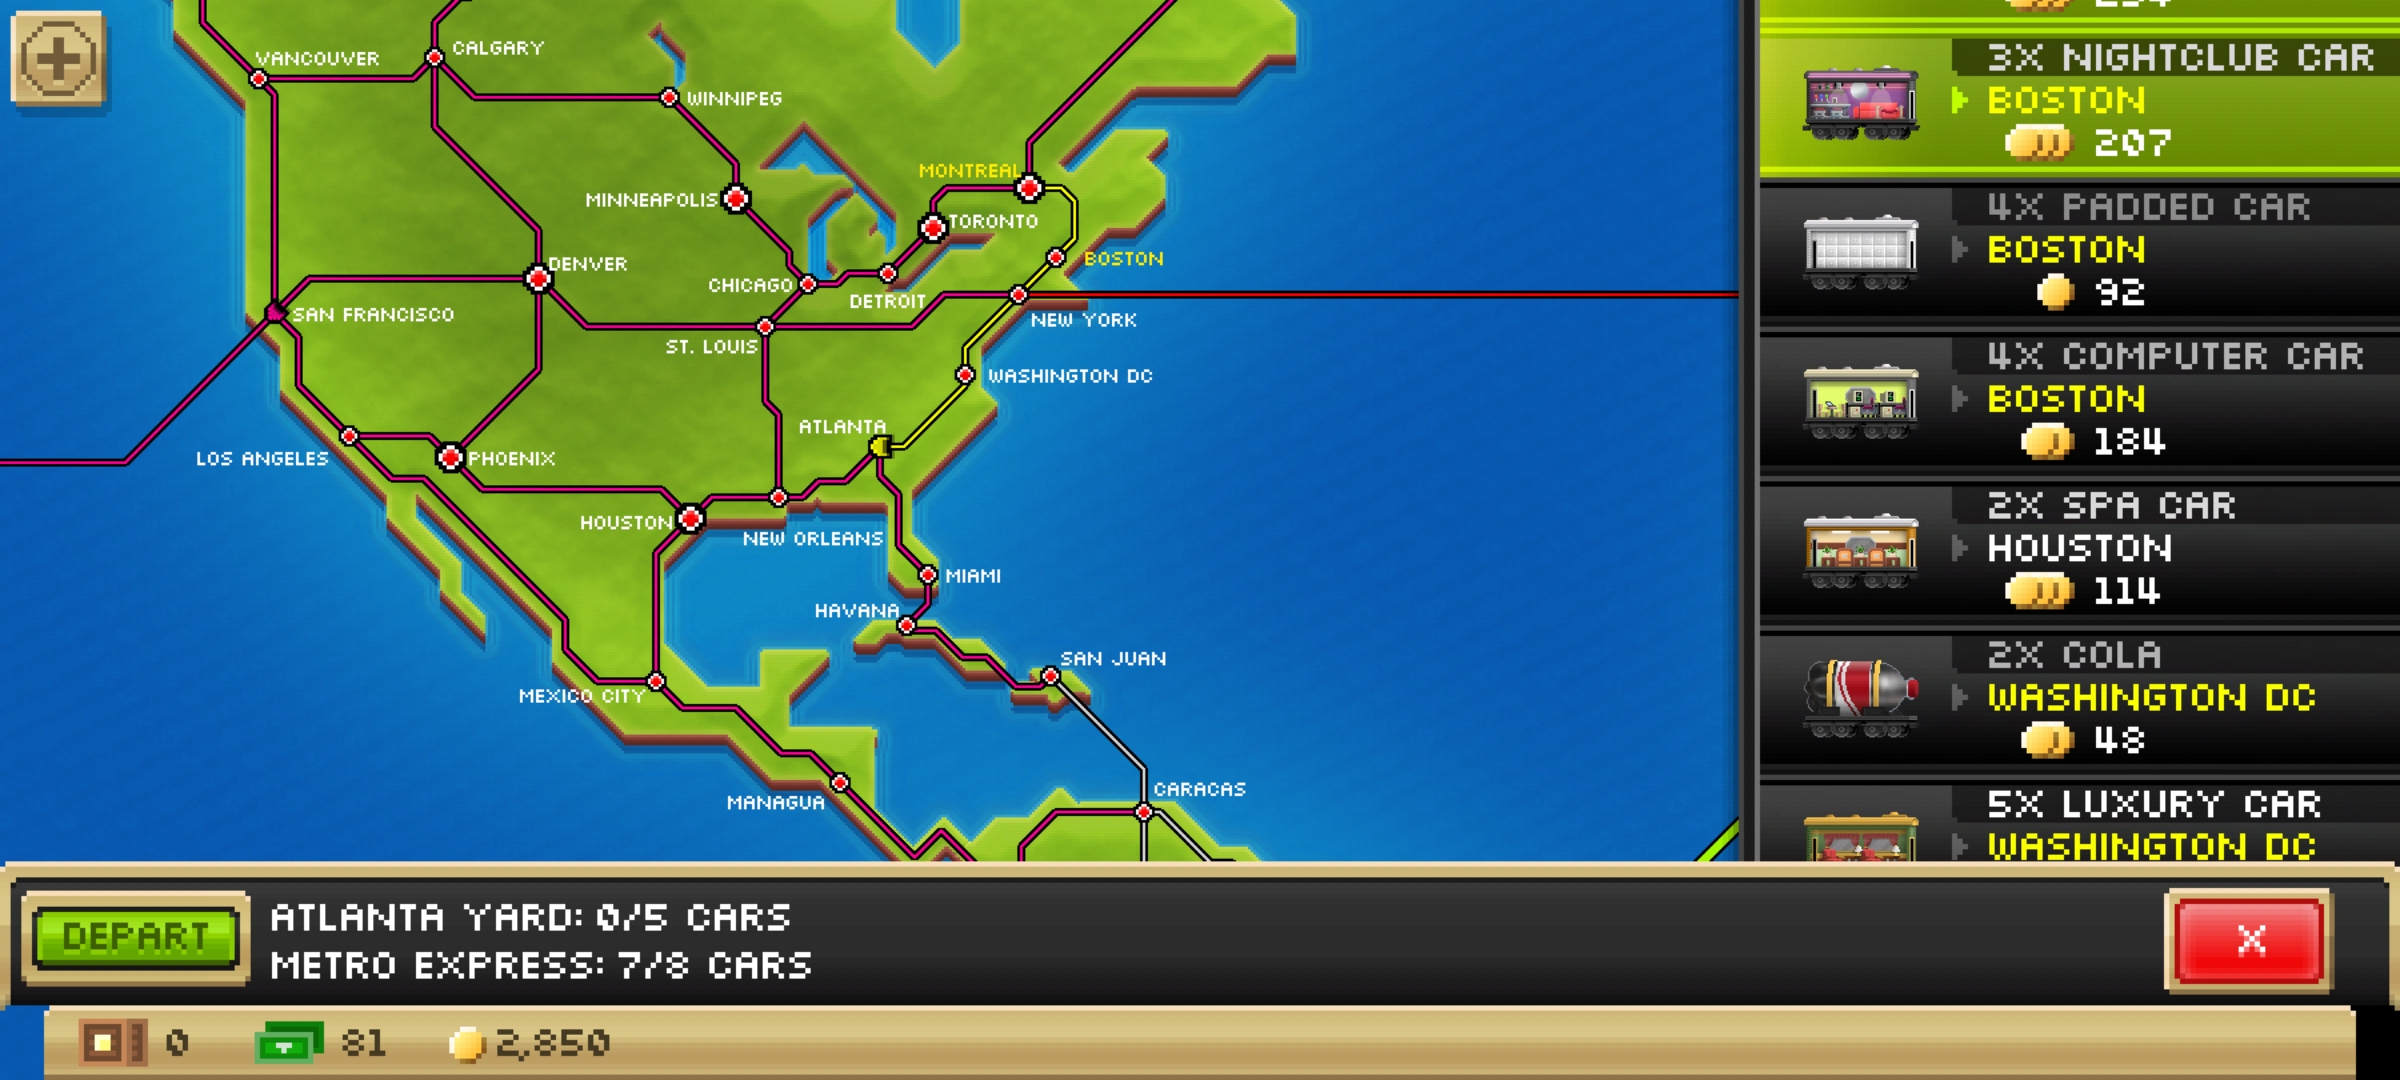 VANCOUVER
CALGARY
WINNIPEG
MONTREAL
MINNEAPOLIS
TORONTO
BOSTON
DENVER
CHICAGO
DETROIT
SAN FRANCISCO
NEW YORK
ST. LOUIS
WASHINGTON DC
ATLANTA
LOS ANGELES
PHOENIX
HOUSTON
NEW ORLEANS
MIAMI
HAVANA
SAN JUAN
MEXICO CITY
CARACAS
MANAGUA
3X NIGHTCLUB CAR
BOSTON
207
4X PADDED CAR
BOSTON
92
4X COMPUTER CAR
BOSTON
184
2X SPA CAR
HOUSTON
114
2X COLA
WASHINGTON DC
48
5X LUXURY CAR
WASHINGTON DC
DEPART
ATLANTA YARD: 0/5 CARS
METRO EXPRESS: 7/8 CARS
X
0
81
2,850